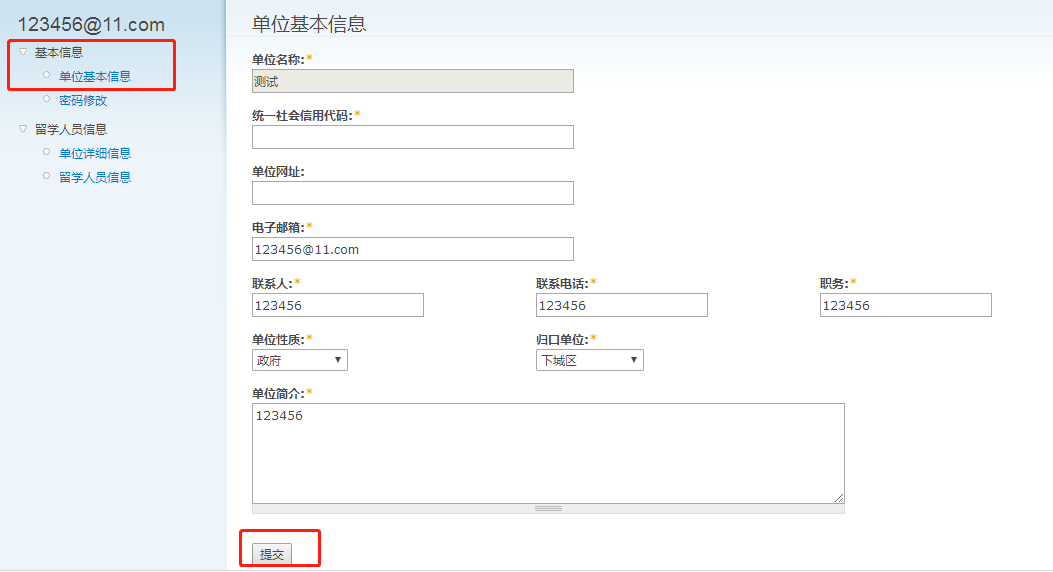 123456@11.com
基本信息
单位基本信息
密码修改
留学人员信息
单位详细信息
留学人员信息
单位基本信息
单位名称:*
测试
统一社会信用代码:*
单位网址:
电子邮箱:*
123456@11.com
联系人:* 联系电话:* 职务:*
123456 123456 123456
单位性质:* 归口单位:*
政府 下城区
单位简介:*
123456
提交